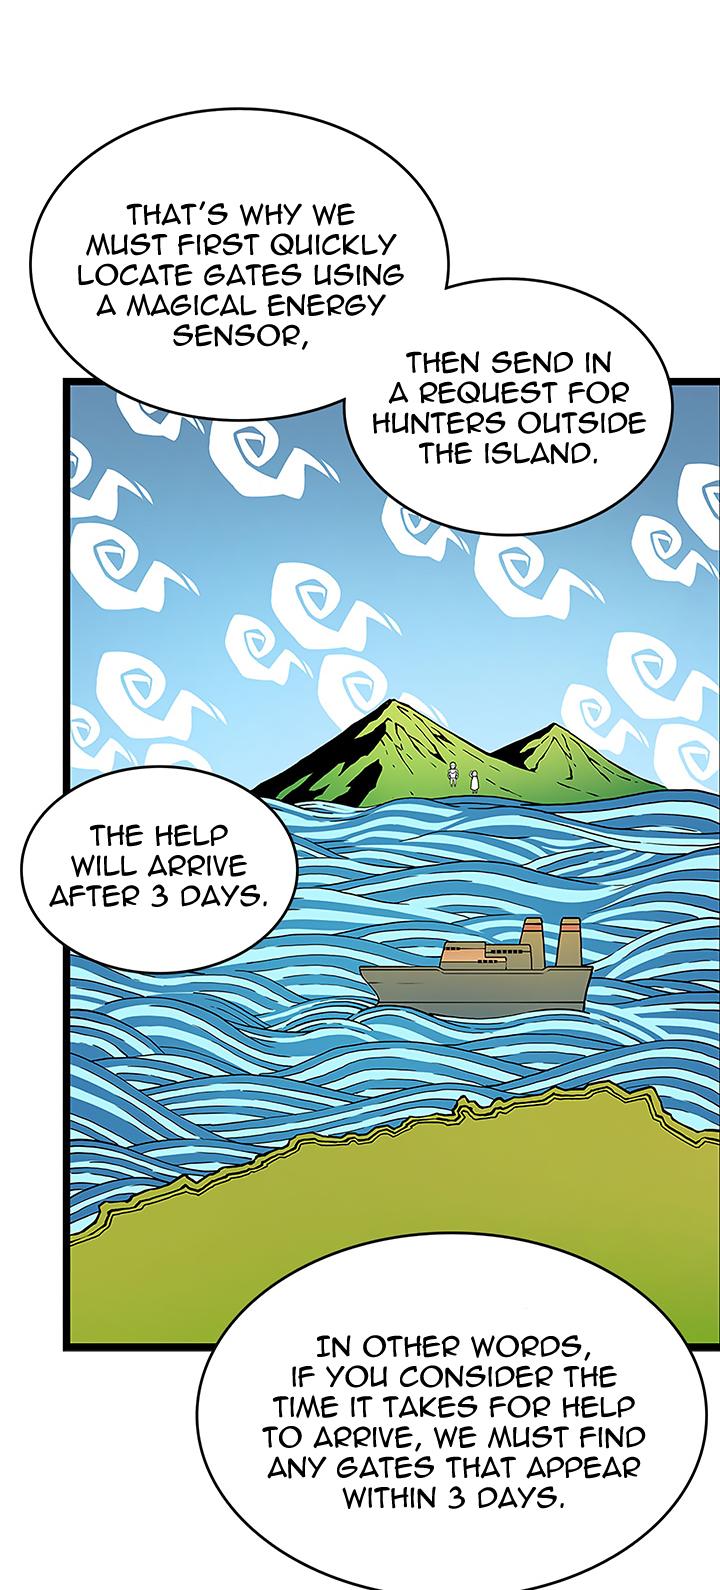 THAT'S WHY WE
MUST FIRST QUICKLY
LOCATE GATES USING
A MAGICAL ENERGY
SENSOR,
THEN SEND IN
A REQUEST FOR
HUNTERS OUTSIDE
THE ISLAND.
THE HELP
WILL ARRIVE
AFTER 3 DAYS.
IN OTHER WORDS,
IF YOU CONSIDER THE
TIME IT TAKES FOR HELP
TO ARRIVE, WE MUST FIND
ANY GATES THAT APPEAR
WITHIN 3 DAYS.